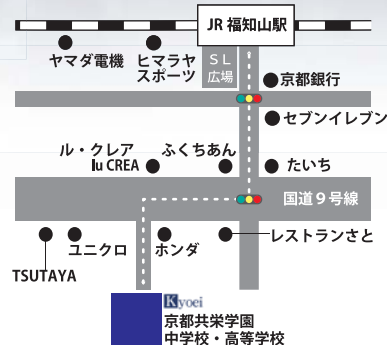 JR 福知山駅
ヤマダ電機
ヒマラヤ
スポーツ
SL
広場
京都銀行
セブンイレブン
ル・クレア
lu CREA
ふくちあん
たいち
国道9号線
TSUTAYA
ユニクロ
ホンダ
レストランさと
Kyoei
京都共栄学園
中学校・高等学校